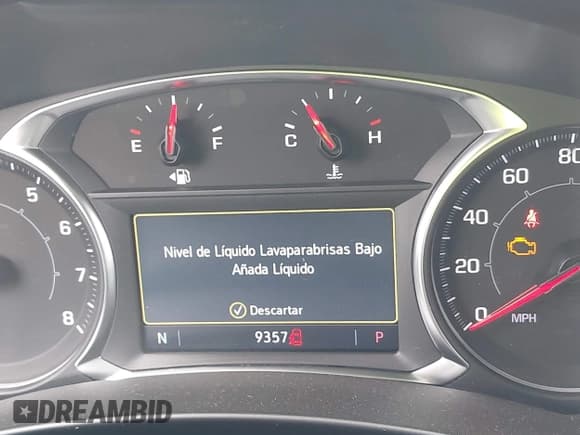 E F
C H
5
6
7
8
80
60
40
20
0
MPH
Nivel de Líquido Lavaparabrisas Bajo
Añada Líquido
Descartar
N 9357 P
DREAMBID